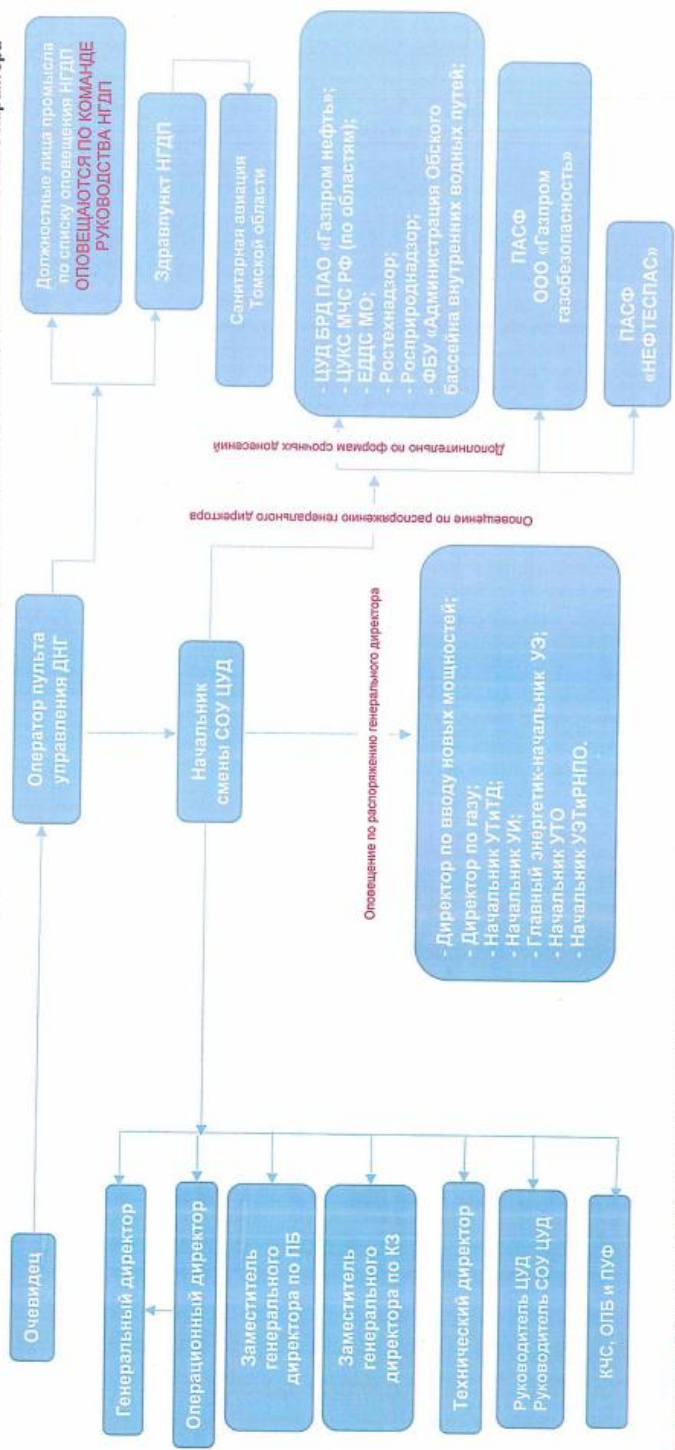 Очевидец
Оператор пульта
управления ДНГ
Должностные лица промысла
по списку оповещения НГДП
ОПОВЕЩАЮТСЯ ПО КОМАНДЕ
РУКОВОДСТВА НГДП
Здравпункт НГДП
Санитарная авиация
Томской области
Начальник
смены СОУ ЦУД
Генеральный директор
Операционный директор
Заместитель
генерального
директора по ПБ
Заместитель
генерального
директора по КЗ
Технический директор
Руководитель ЦУД
Руководитель СОУ ЦУД
КЧС, ОПБ и ПУФ
Оповещение по распоряжению генерального директора
- Директор по вводу новых мощностей;
- Директор по газу;
- Начальник УТиТД;
- Начальник УИ;
- Главный энергетик-начальник УЭ;
- Начальник УТО
- Начальник УЭТиРНПО.
Оповещение по распоряжению генерального директора
Дополнительно по формам срочных донесений
- ЦУД БРД ПАО «Газпром нефть»;
- ЦУКС МЧС РФ (по областям);
- ЕДДС МО;
- Ростехнадзор;
- Росприроднадзор;
- ФБУ «Администрация Обского
бассейна внутренних водных путей;
ПАСФ
ООО «Газпром
газобезопасность»
ПАСФ
«НЕФТЕСПАС»